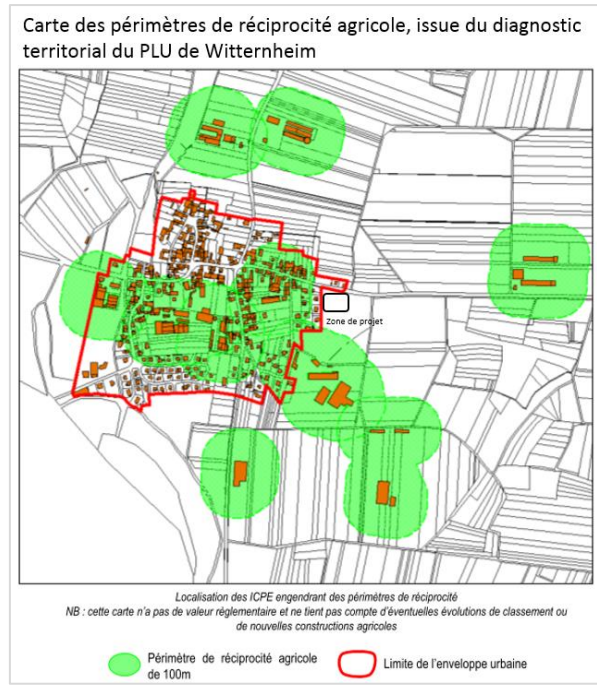 Carte des périmètres de réciprocité agricole, issue du diagnostic
territorial du PLU de Witternheim
Zone de projet
Localisation des ICPE engendrant des périmètres de réciprocité
NB : cette carte n'a pas de valeur réglementaire et ne tient pas compte d'éventuelles évolutions de classement ou
de nouvelles constructions agricoles
Périmètre de réciprocité agricole
de 100m
Limite de l'enveloppe urbaine